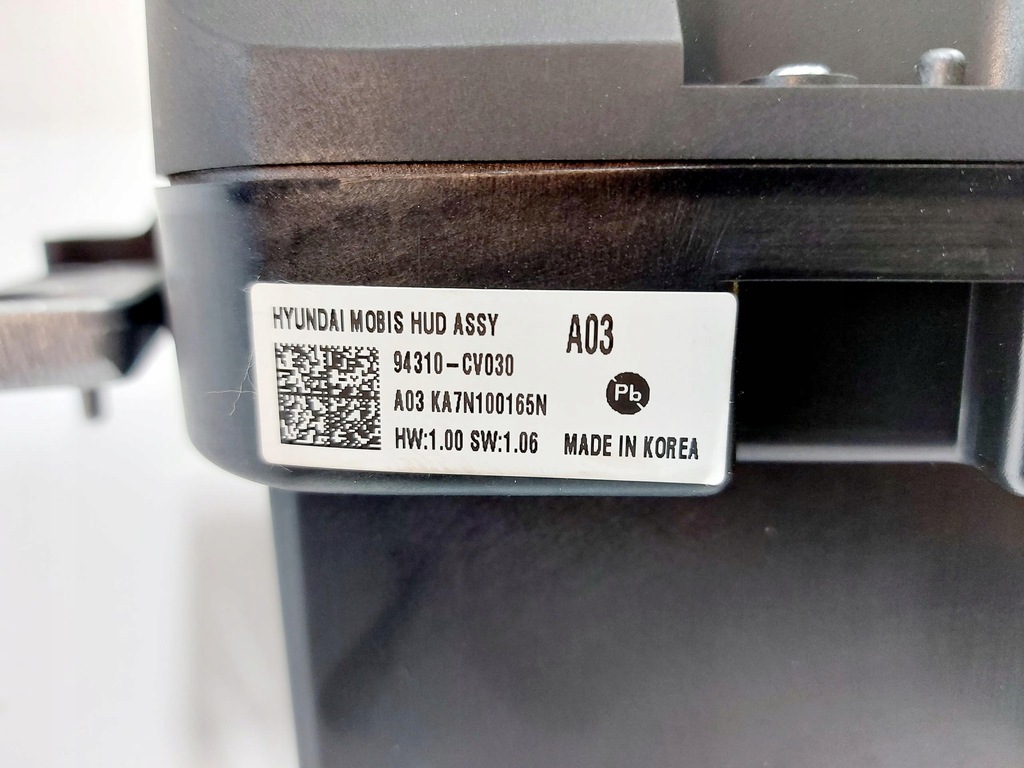 HYUNDAI MOBIS HUD ASSY
A03
94310-CV030
Pb
A03 KA7N100165N
HW:1.00 SW:1.06
MADE IN KOREA